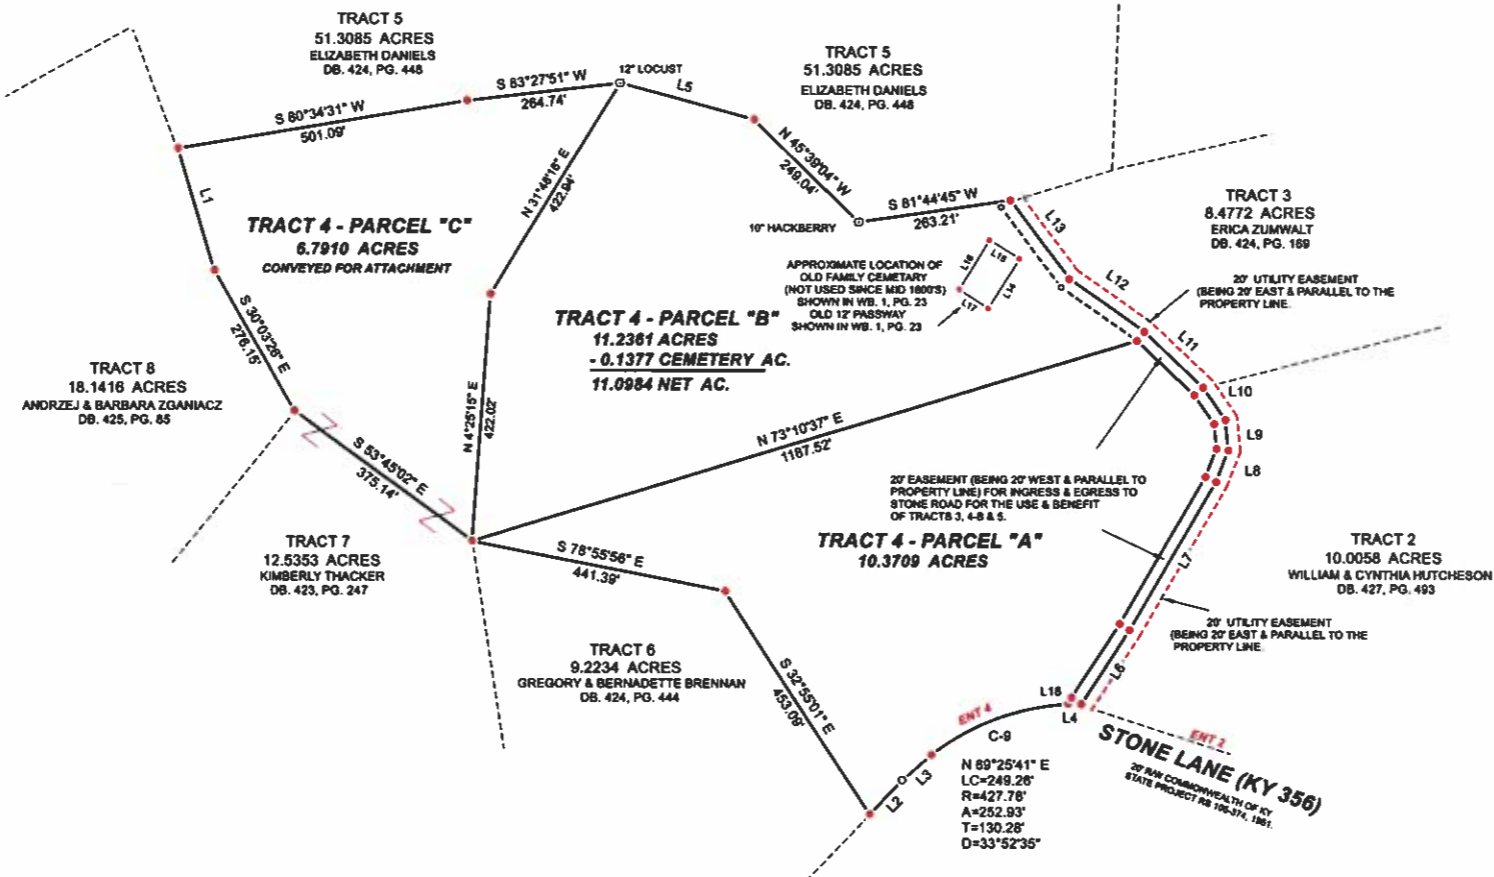 TRACT 5
51.3085 ACRES
ELIZABETH DANIELS
DB. 424, PG. 448
S 80°34'31" W
501.09'
S 83°27'51" W
264.74'
12" LOCUST
L5
TRACT 5
51.3085 ACRES
ELIZABETH DANIELS
DB. 424, PG. 448
N 45°39'04" W
249.04'
S 81°44'45" W
263.21'
10" HACKBERRY
L1
N 31°48'18" E
422.94'
TRACT 4 - PARCEL "C"
6.7910 ACRES
CONVEYED FOR ATTACHMENT
S 30°03'26" E
276.15'
L13
L12
TRACT 3
8.4772 ACRES
ERICA ZUMWALT
DB. 424, PG. 169
20' UTILITY EASEMENT
(BEING 20' EAST & PARALLEL TO THE
PROPERTY LINE.
APPROXIMATE LOCATION OF
OLD FAMILY CEMETARY
(NOT USED SINCE MID 1800'S)
SHOWN IN WB. 1, PG. 23
OLD 12' PASSWAY
SHOWN IN WB. 1, PG. 23
L16
L15
L14
L17
TRACT 4 - PARCEL "B"
11.2361 ACRES
- 0.1377 CEMETERY AC.
11.0984 NET AC.
L11
L10
L9
L8
TRACT 8
18.1416 ACRES
ANDRZEJ & BARBARA ZGANIACZ
DB. 425, PG. 85
N 4°25'15" E
422.02'
S 53°45'02" E
375.14'
N 73°10'37" E
1187.52'
20' EASEMENT (BEING 20' WEST & PARALLEL TO
PROPERTY LINE) FOR INGRESS & EGRESS TO
STONE ROAD FOR THE USE & BENEFIT
OF TRACTS 3, 4-B & 5.
TRACT 4 - PARCEL "A"
10.3709 ACRES
TRACT 7
12.5353 ACRES
KIMBERLY THACKER
DB. 423, PG. 247
S 78°55'56" E
441.39'
L7
TRACT 2
10.0058 ACRES
WILLIAM & CYNTHIA HUTCHESON
DB. 427, PG. 493
20' UTILITY EASEMENT
(BEING 20' EAST & PARALLEL TO THE
PROPERTY LINE.
TRACT 6
9.2234 ACRES
GREGORY & BERNADETTE BRENNAN
DB. 424, PG. 444
S 32°55'01" E
453.09'
L6
L18
L4
ENT 4
C-9
L3
L2
N 69°25'41" E
LC=249.26'
R=427.78'
A=252.93'
T=130.28'
D=33°52'35"
ENT 2
STONE LANE (KY 356)
20' R/W COMMONWEALTH OF KY
STATE PROJECT RS 106-374, 1981.